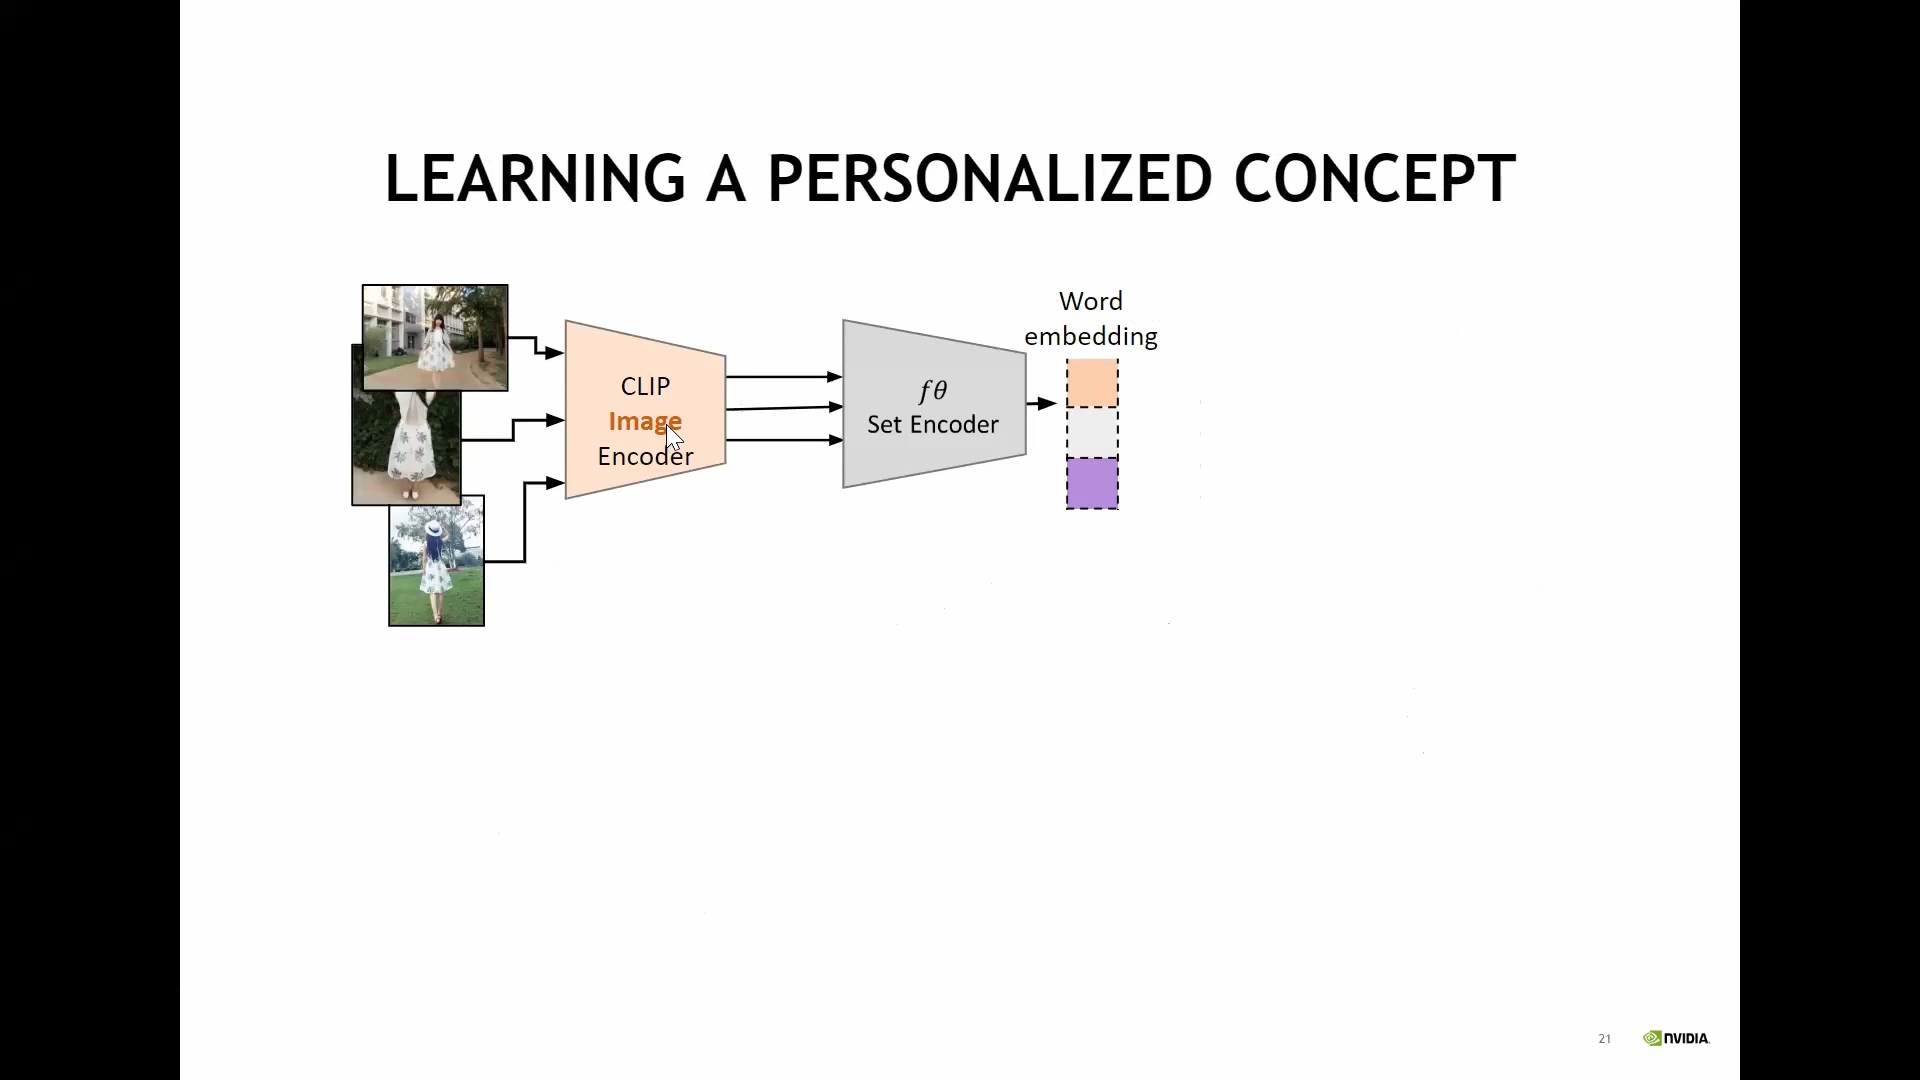 LEARNING A PERSONALIZED CONCEPT
CLIP
Image
Encoder
𝑓𝜃
Set Encoder
Word
embedding
21
NVIDIA.